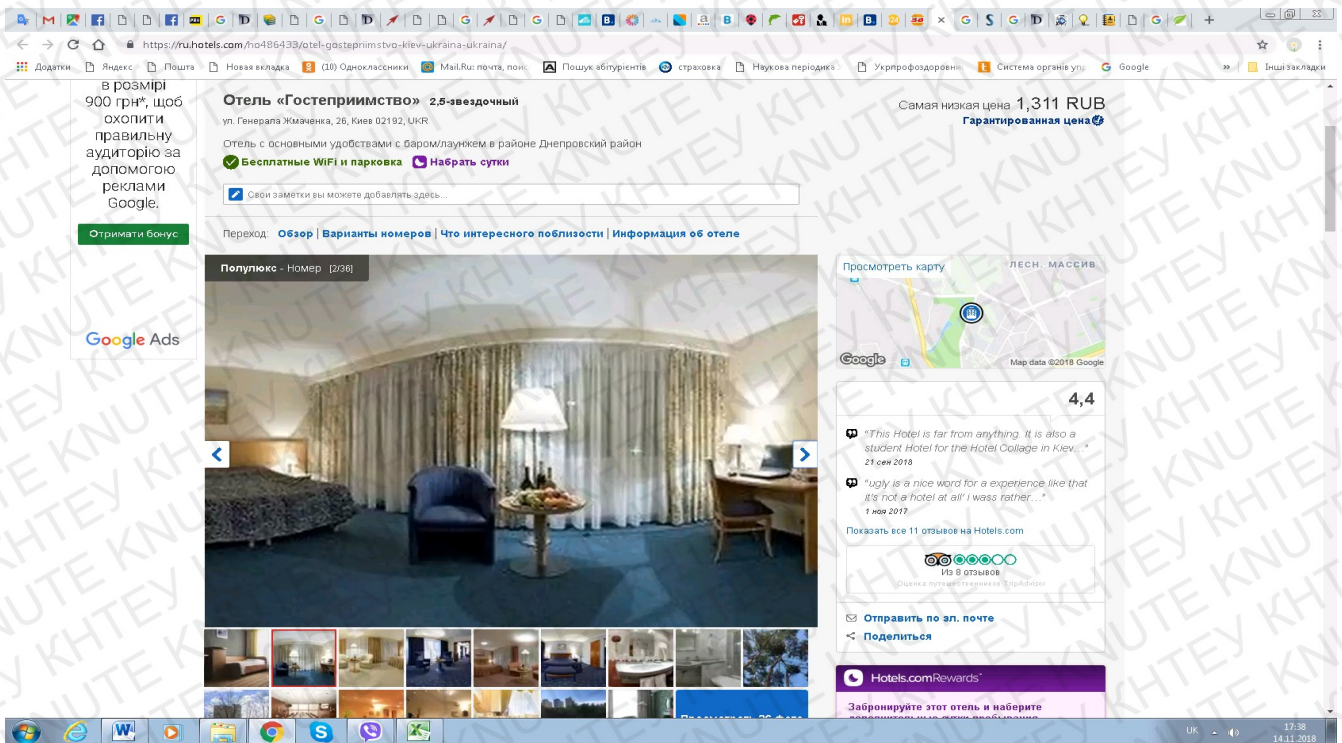 https://ru.hotels.com/ho486433/otel-gostepriimstvo-kiev-ukraina-ukraina/
Додатки
Яндекс
Почта
Новая вкладка
(10) Одноклассники
Mail.Ru: почта, поис
Пошук абітурієнтів
страховка
Наукова періодика
Укрпрофоздоровн
Система органів уп
Google
»
Інші закладки
в розмірі
900 грн*, щоб
охопити
правильну
аудиторію за
допомогою
реклами
Google.
Отримати бонус
Google Ads
Отель «Гостеприимство» 2,5-звездочный
ул. Генерала Жмаченка, 26, Киев 02192, UKR
Отель с основными удобствами с баром/лаунжем в районе Днепровский район
Бесплатные WiFi и парковка Набрать сутки
Самая низкая цена 1,311 RUB
Гарантированная цена
Свои заметки вы можете добавлять здесь...
Переход: Обзор | Варианты номеров | Что интересного поблизости | Информация об отеле
Полулюкс - Номер [2/36]
Просмотреть карту
ЛЕСН. МАССИВ
Google
Map data ©2018 Google
4,4
"This Hotel is far from anything. It is also a
student Hotel for the Hotel Collage in Kiev..."
21 сен 2018
"ugly is a nice word for a experience like that
it's not a hotel at all' i wass rather..."
1 ноя 2017
Показать все 11 отзывов на Hotels.com
Из 8 отзывов
Оценка путешественников TripAdvisor
Отправить по эл. почте
Поделиться
Hotels.com Rewards
Забронируйте этот отель и наберите
UK
17:38
14.11.2018